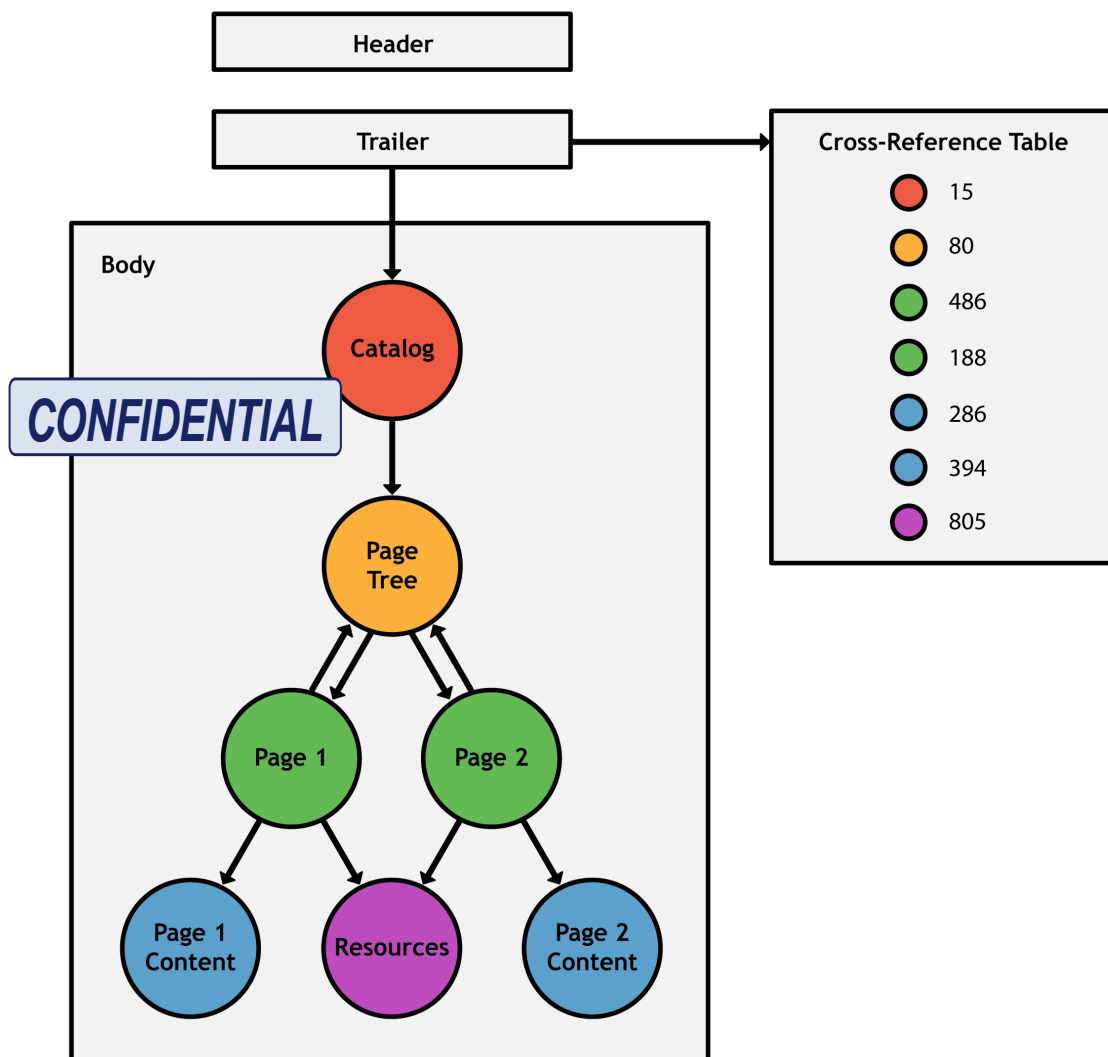 Header
Trailer
Cross-Reference Table
15
80
486
188
286
394
805
Body
Catalog
CONFIDENTIAL
Page
Tree
Page 1
Page 2
Page 1
Content
Resources
Page 2
Content